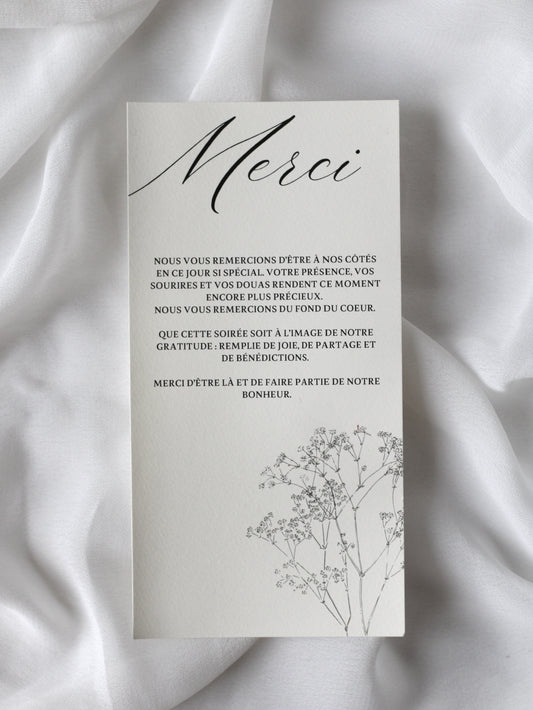 Merci
NOUS VOUS REMERCIONS D'ÊTRE À NOS CÔTÉS
EN CE JOUR SI SPÉCIAL. VOTRE PRÉSENCE, VOS
SOURIRES ET VOS DOUAS RENDENT CE MOMENT
ENCORE PLUS PRÉCIEUX.
NOUS VOUS REMERCIONS DU FOND DU COEUR.
QUE CETTE SOIRÉE SOIT À L'IMAGE DE NOTRE
GRATITUDE : REMPLIE DE JOIE, DE PARTAGE ET
DE BÉNÉDICTIONS.
MERCI D'ÊTRE LÀ ET DE FAIRE PARTIE DE NOTRE
BONHEUR.